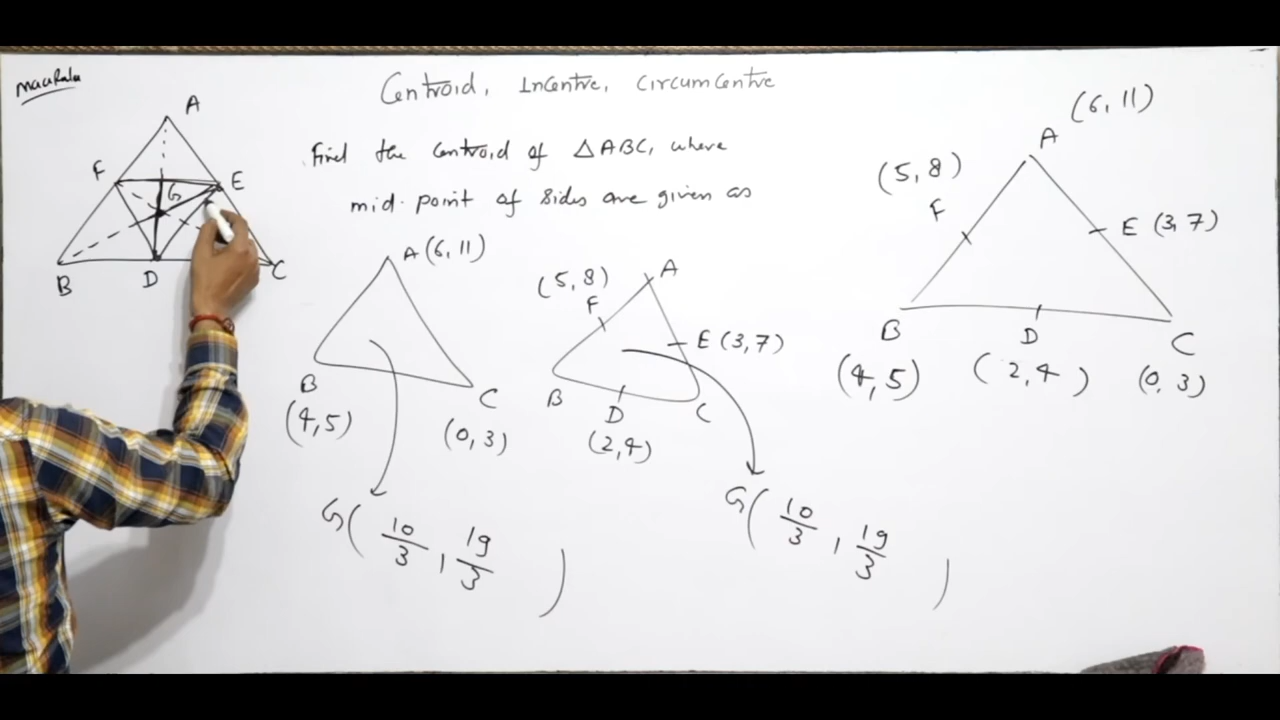 Centroid, Incentre, Circumcentre
Find the Centroid of △ABC, where
mid-point of sides are given as
A
F
E
G
B
D
C
A (6, 11)
B
(4,5)
C
(0, 3)
G( 10/3 , 19/3 )
A
(5, 8)
F
E (3,7)
B
D
C
(2,4)
G( 10/3 , 19/3 )
(6, 11)
A
(5, 8)
F
E (3, 7)
B
D
C
(4, 5)
(2, 4)
(0, 3)